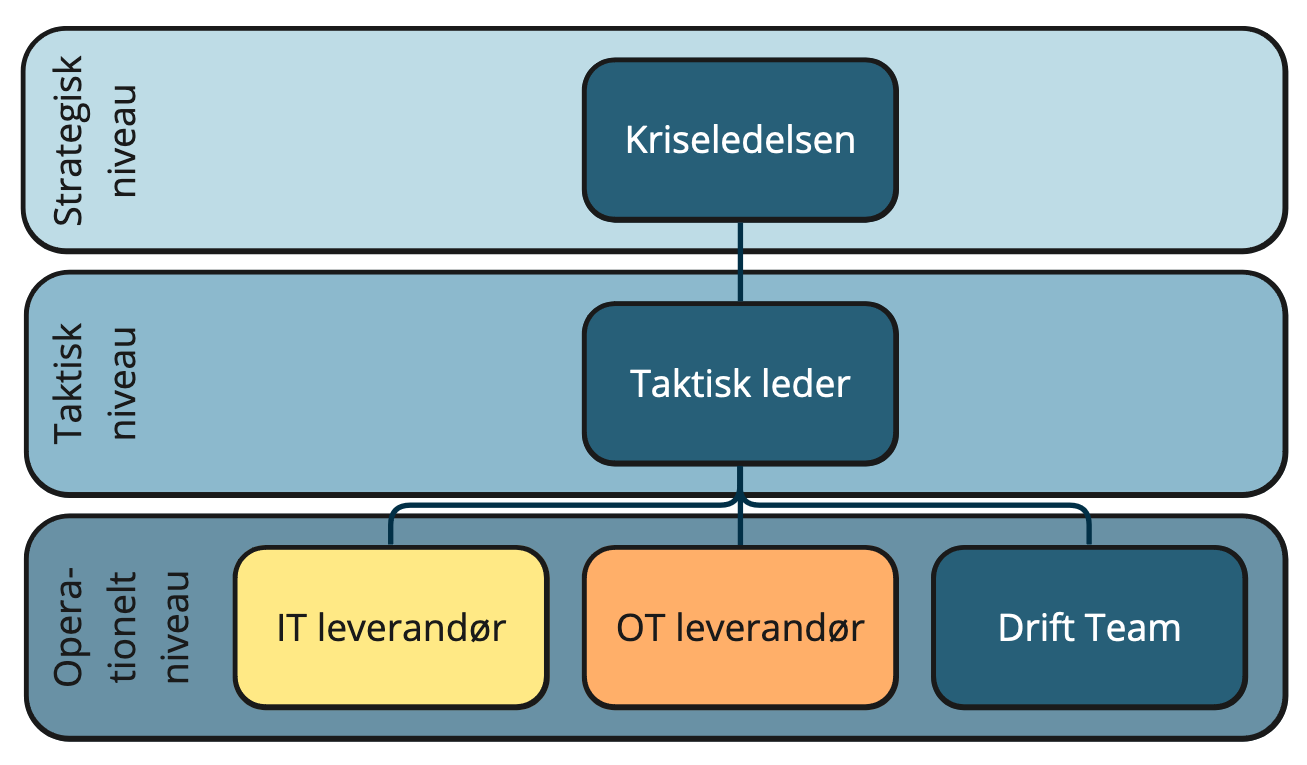 Strategisk
niveau
Kriseledelsen
Taktisk
niveau
Taktisk leder
Opera-
tionelt
niveau
IT leverandør
OT leverandør
Drift Team